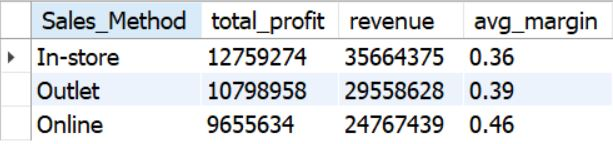 Sales_Method total_profit revenue avg_margin
In-store 12759274 35664375 0.36
Outlet 10798958 29558628 0.39
Online 9655634 24767439 0.46